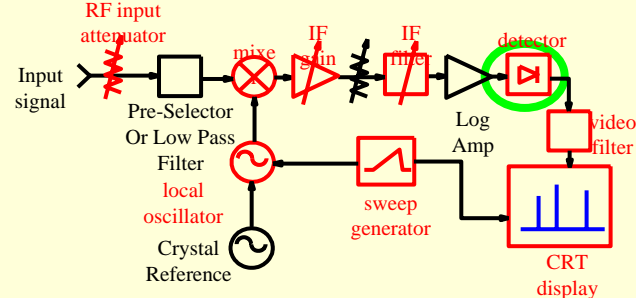 RF input
attenuator
Input
signal
Pre-Selector
Or Low Pass
Filter
mixe
IF
gain
IF
filter
Log
Amp
detector
video
filter
local
oscillator
sweep
generator
Crystal
Reference
CRT
display